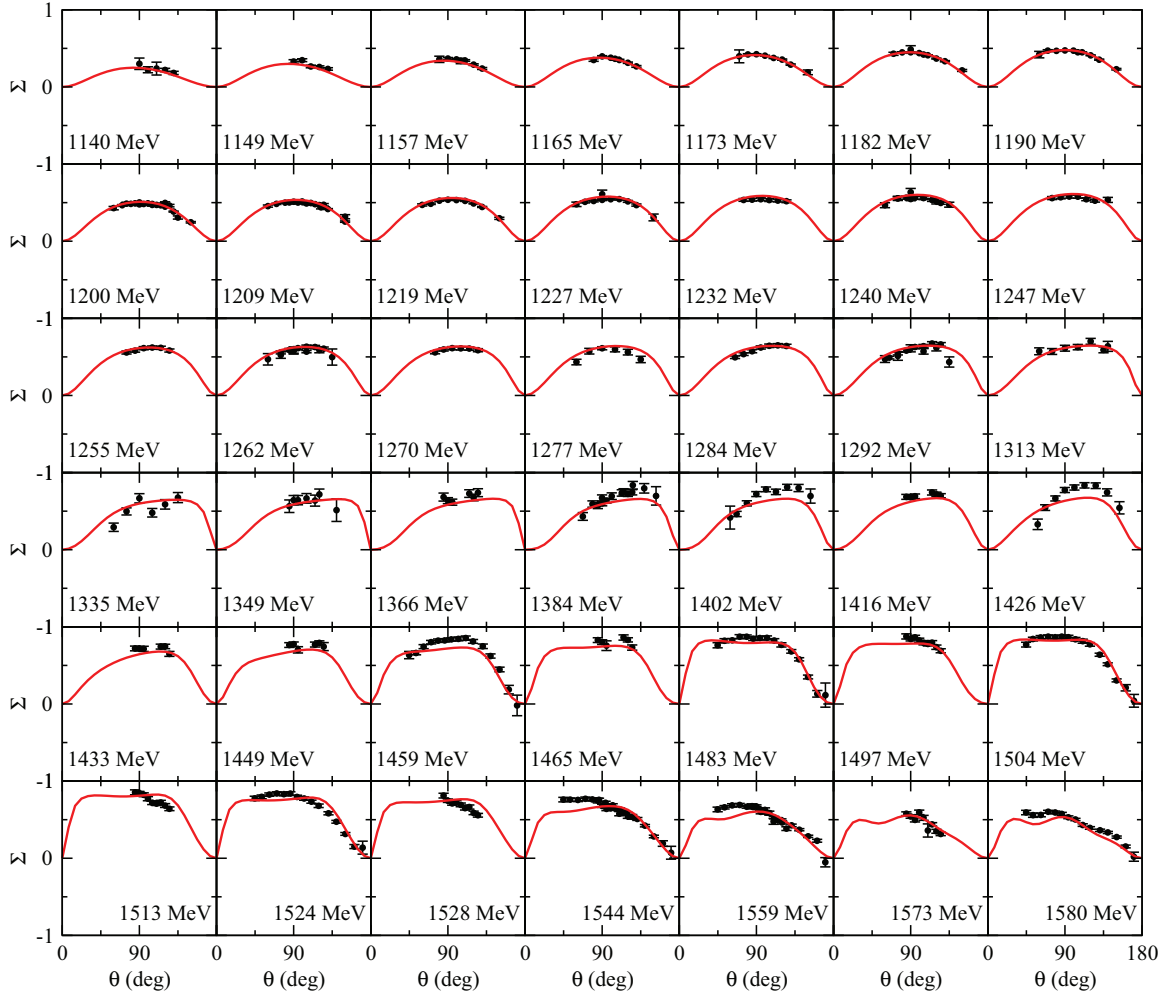 1
Σ 0
1140 MeV 1149 MeV 1157 MeV 1165 MeV 1173 MeV 1182 MeV 1190 MeV
-1
Σ 0
1200 MeV 1209 MeV 1219 MeV 1227 MeV 1232 MeV 1240 MeV 1247 MeV
-1
Σ 0
1255 MeV 1262 MeV 1270 MeV 1277 MeV 1284 MeV 1292 MeV 1313 MeV
-1
Σ 0
1335 MeV 1349 MeV 1366 MeV 1384 MeV 1402 MeV 1416 MeV 1426 MeV
-1
Σ 0
1433 MeV 1449 MeV 1459 MeV 1465 MeV 1483 MeV 1497 MeV 1504 MeV
-1
Σ 0
1513 MeV 1524 MeV 1528 MeV 1544 MeV 1559 MeV 1573 MeV 1580 MeV
-1
0 90 0 90 0 90 0 90 0 90 0 90 0 90 180
θ (deg) θ (deg) θ (deg) θ (deg) θ (deg) θ (deg) θ (deg)